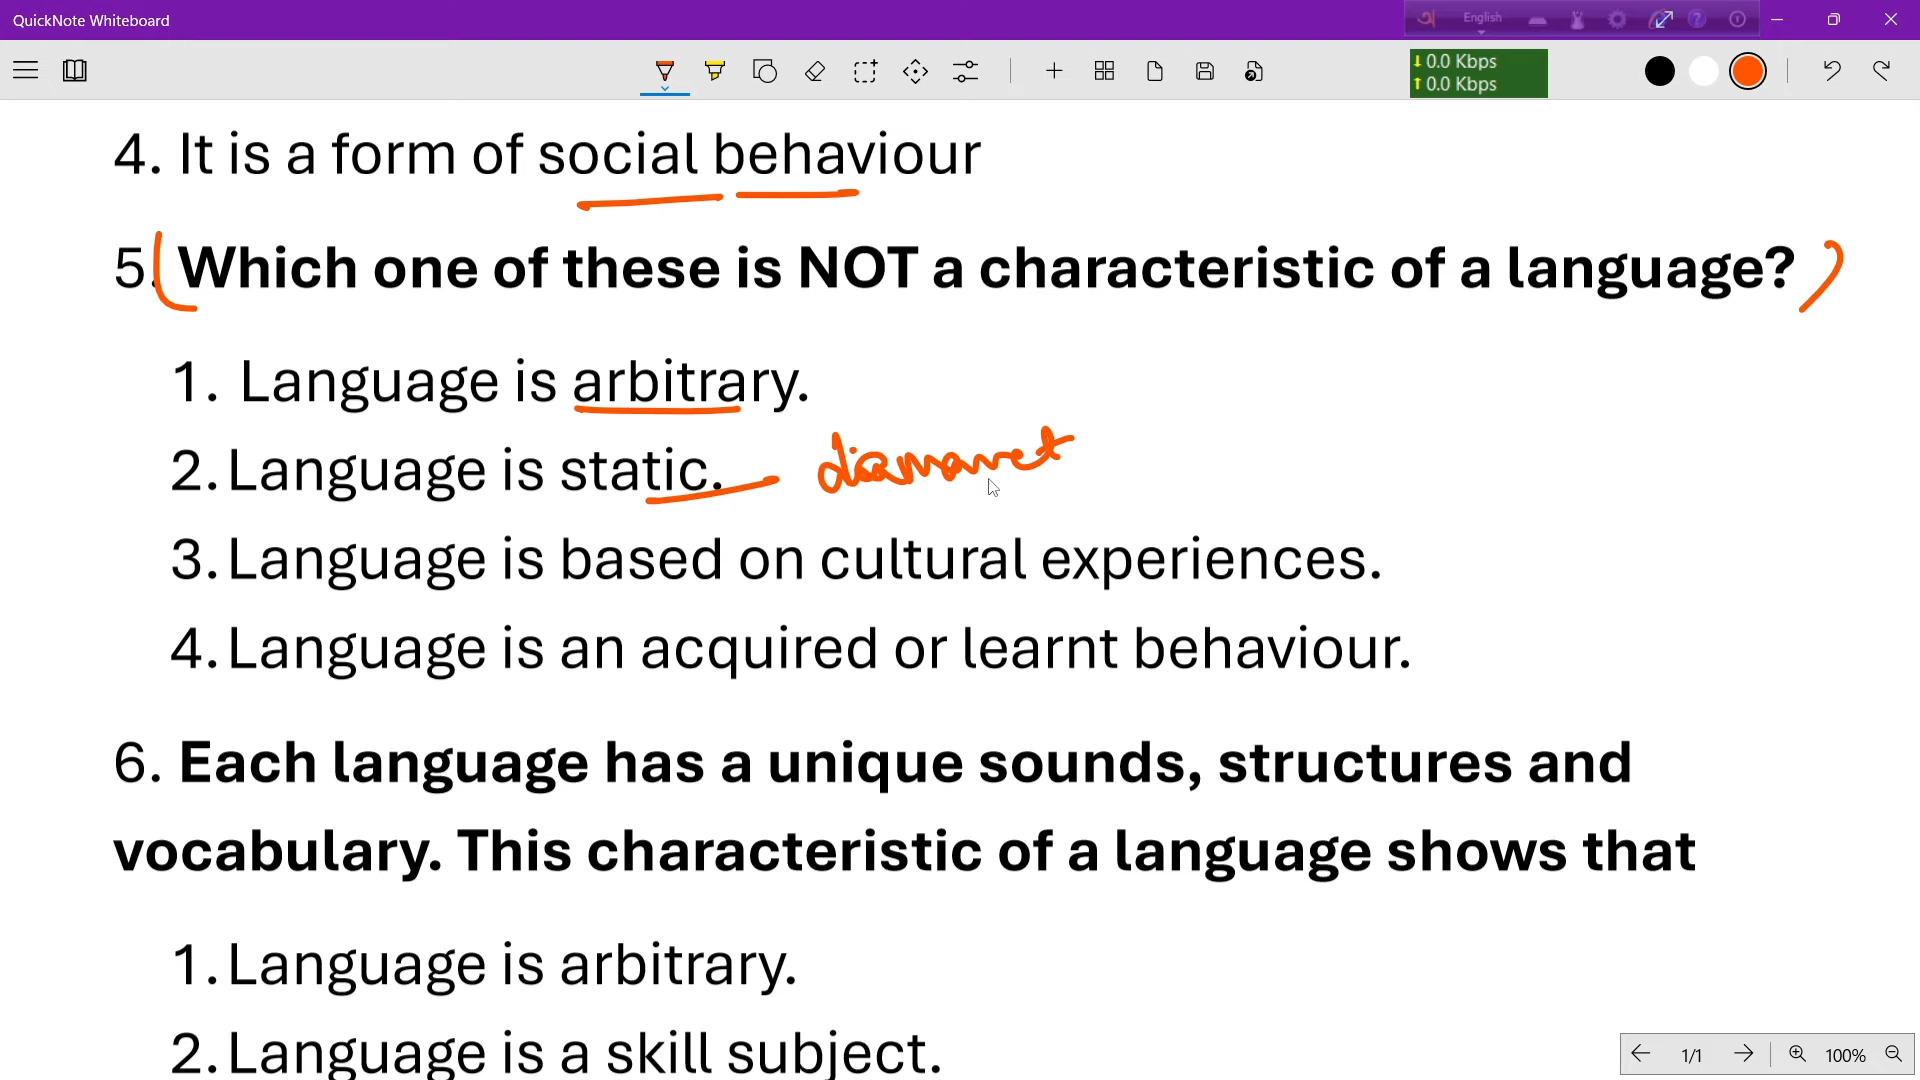 QuickNote Whiteboard
English
↓ 0.0 Kbps
↑ 0.0 Kbps
4. It is a form of social behaviour
5. Which one of these is NOT a characteristic of a language?
1. Language is arbitrary.
2. Language is static.
3. Language is based on cultural experiences.
4. Language is an acquired or learnt behaviour.
6. Each language has a unique sounds, structures and
vocabulary. This characteristic of a language shows that
1. Language is arbitrary.
2. Language is a skill subject.
1/1
100%